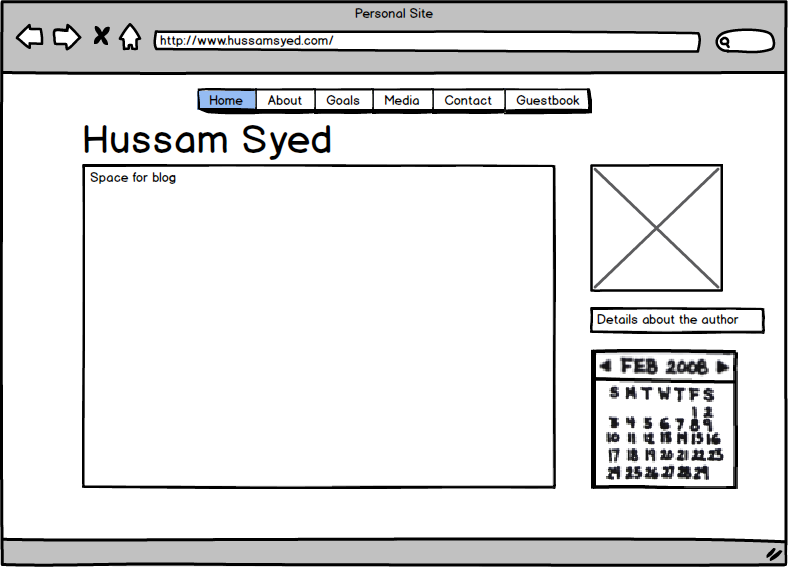 Personal Site
http://www.hussamsyed.com/
Home About Goals Media Contact Guestbook
Hussam Syed
Space for blog
Details about the author
FEB 2008
S M T W T F S
1 2
3 4 5 6 7 8 9
10 11 12 13 14 15 16
17 18 19 20 21 22 23
24 25 26 27 28 29